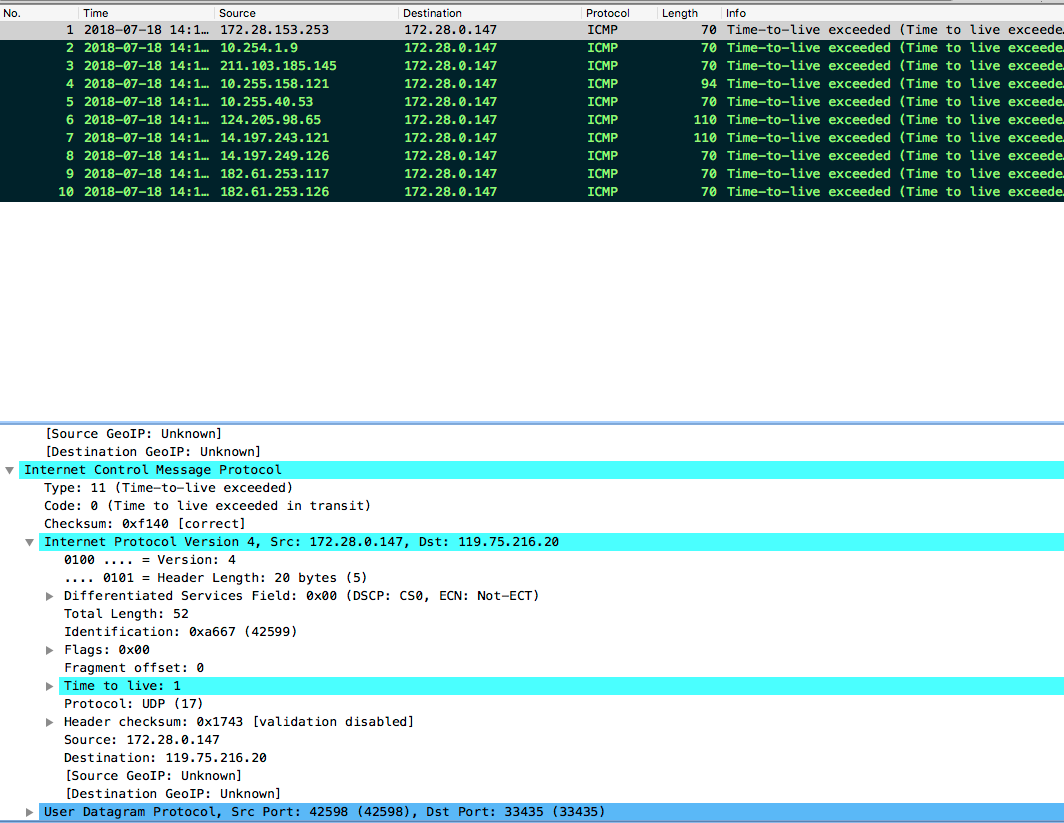 No. Time Source Destination Protocol Length Info
1 2018-07-18 14:1… 172.28.153.253 172.28.0.147 ICMP 70 Time-to-live exceeded (Time to live exceede…
2 2018-07-18 14:1… 10.254.1.9 172.28.0.147 ICMP 70 Time-to-live exceeded (Time to live exceede…
3 2018-07-18 14:1… 211.103.185.145 172.28.0.147 ICMP 70 Time-to-live exceeded (Time to live exceede…
4 2018-07-18 14:1… 10.255.158.121 172.28.0.147 ICMP 94 Time-to-live exceeded (Time to live exceede…
5 2018-07-18 14:1… 10.255.40.53 172.28.0.147 ICMP 70 Time-to-live exceeded (Time to live exceede…
6 2018-07-18 14:1… 124.205.98.65 172.28.0.147 ICMP 110 Time-to-live exceeded (Time to live exceede…
7 2018-07-18 14:1… 14.197.243.121 172.28.0.147 ICMP 110 Time-to-live exceeded (Time to live exceede…
8 2018-07-18 14:1… 14.197.249.126 172.28.0.147 ICMP 70 Time-to-live exceeded (Time to live exceede…
9 2018-07-18 14:1… 182.61.253.117 172.28.0.147 ICMP 70 Time-to-live exceeded (Time to live exceede…
10 2018-07-18 14:1… 182.61.253.126 172.28.0.147 ICMP 70 Time-to-live exceeded (Time to live exceede…
[Source GeoIP: Unknown]
[Destination GeoIP: Unknown]
Internet Control Message Protocol
Type: 11 (Time-to-live exceeded)
Code: 0 (Time to live exceeded in transit)
Checksum: 0xf140 [correct]
Internet Protocol Version 4, Src: 172.28.0.147, Dst: 119.75.216.20
0100 .... = Version: 4
.... 0101 = Header Length: 20 bytes (5)
Differentiated Services Field: 0x00 (DSCP: CS0, ECN: Not-ECT)
Total Length: 52
Identification: 0xa667 (42599)
Flags: 0x00
Fragment offset: 0
Time to live: 1
Protocol: UDP (17)
Header checksum: 0x1743 [validation disabled]
Source: 172.28.0.147
Destination: 119.75.216.20
[Source GeoIP: Unknown]
[Destination GeoIP: Unknown]
User Datagram Protocol, Src Port: 42598 (42598), Dst Port: 33435 (33435)